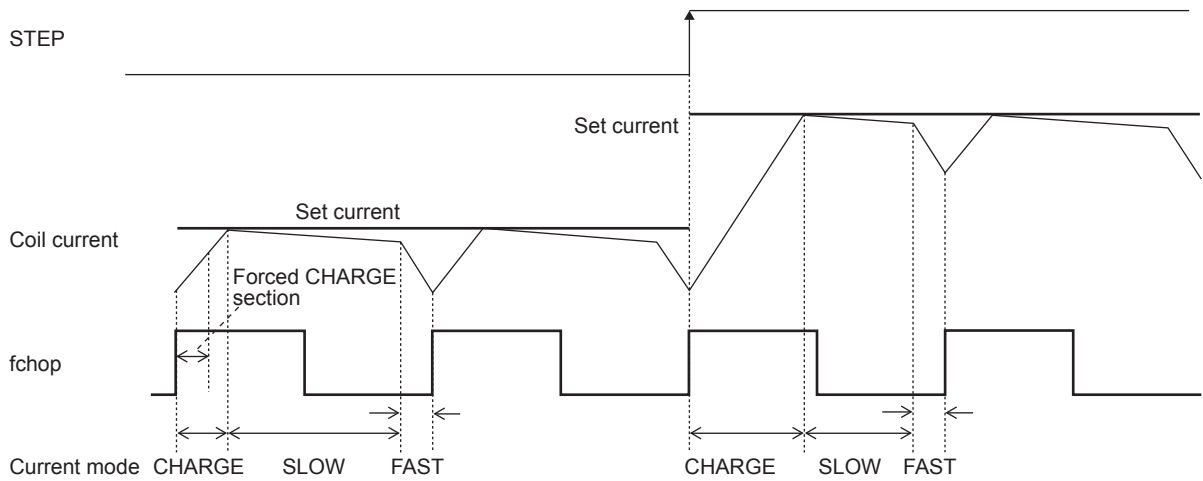 STEP
Set current
Set current
Coil current
Forced CHARGE
section
fchop
Current mode CHARGE SLOW FAST CHARGE SLOW FAST